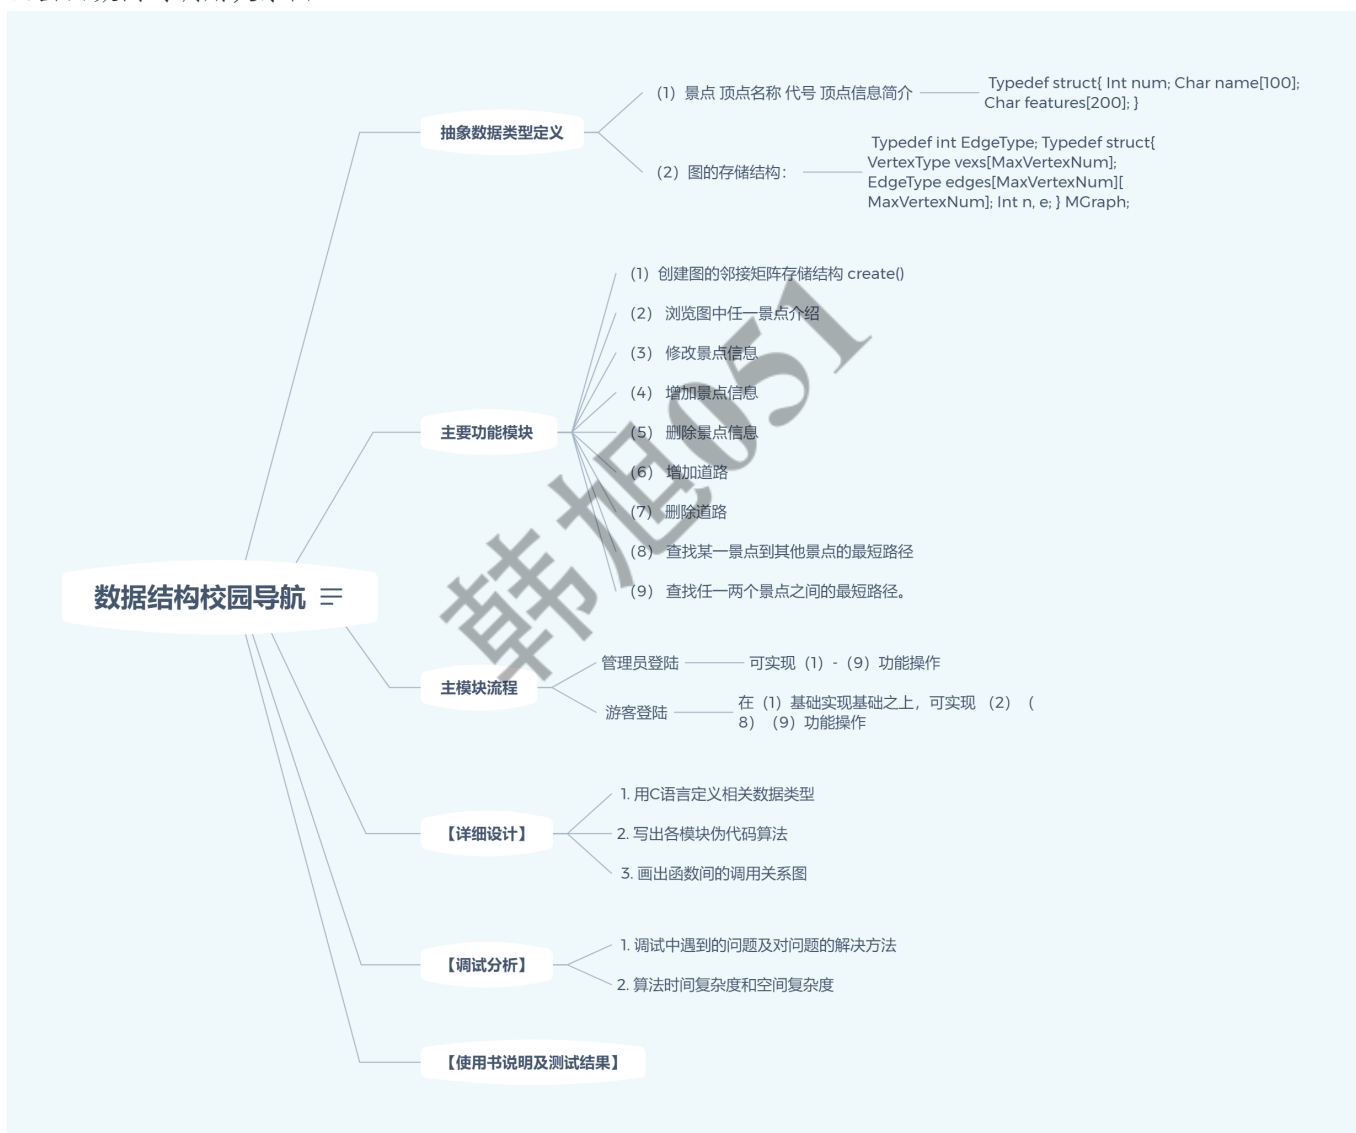 (1) 景点 顶点名称 代号 顶点信息简介
Typedef struct{ Int num; Char name[100];
Char features[200]; }
抽象数据类型定义
(2) 图的存储结构：
Typedef int EdgeType; Typedef struct{
VertexType vexs[MaxVertexNum];
EdgeType edges[MaxVertexNum][
MaxVertexNum]; Int n, e; } MGraph;
主要功能模块
(1) 创建图的邻接矩阵存储结构 create()
(2) 浏览图中任一景点介绍
(3) 修改景点信息
(4) 增加景点信息
(5) 删除景点信息
(6) 增加道路
(7) 删除道路
(8) 查找某一景点到其他景点的最短路径
(9) 查找任一两个景点之间的最短路径。
韩旭051
数据结构校园导航
主模块流程
管理员登陆
可实现（1）-（9）功能操作
游客登陆
在（1）基础实现基础之上，可实现 （2）（
8）（9）功能操作
【详细设计】
1. 用C语言定义相关数据类型
2. 写出各模块伪代码算法
3. 画出函数间的调用关系图
【调试分析】
1. 调试中遇到的问题及对问题的解决方法
2. 算法时间复杂度和空间复杂度
【使用书说明及测试结果】